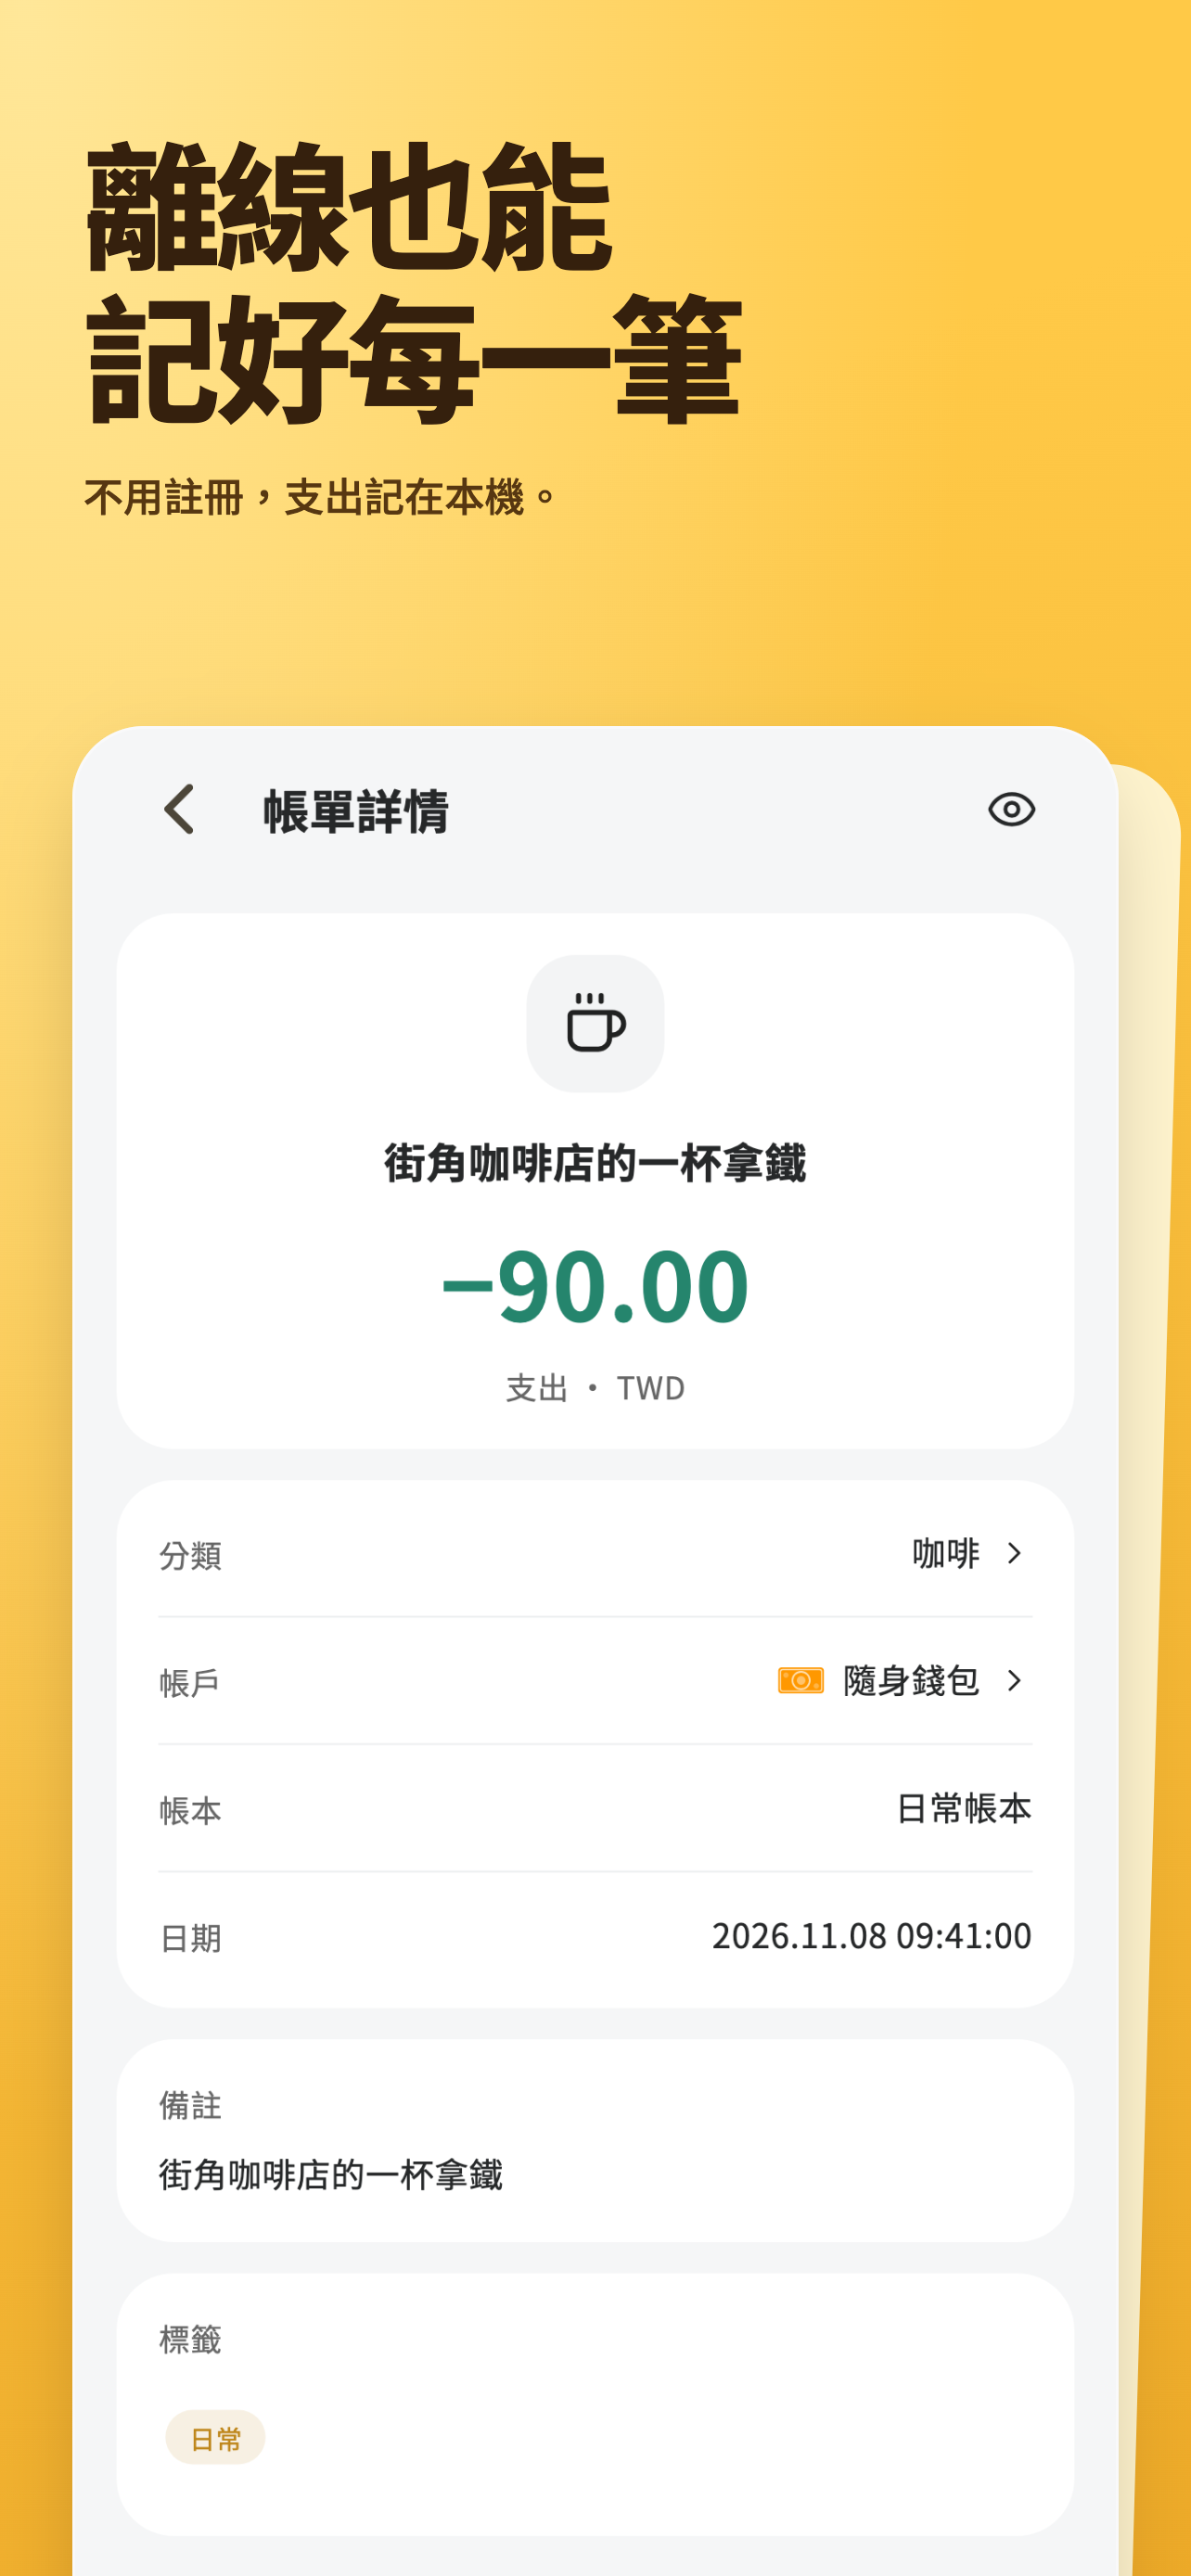 離線也能
記好每一筆
不用註冊，支出記在本機。
帳單詳情
街角咖啡店的一杯拿鐵
−90.00
支出 · TWD
分類 咖啡
帳戶 隨身錢包
帳本 日常帳本
日期 2026.11.08 09:41:00
備註
街角咖啡店的一杯拿鐵
標籤
日常